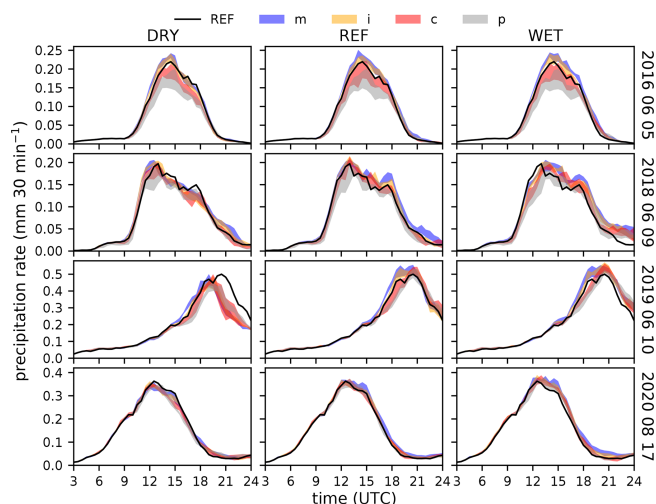 REF m i c p
DRY REF WET
0.25
0.20
0.15
0.10
0.05
0.00
2016 06 05
0.20
0.15
0.10
0.05
0.00
2018 06 09
0.5
0.4
0.3
0.2
0.1
0.0
2019 06 10
0.4
0.3
0.2
0.1
0.0
2020 08 17
precipitation rate (mm 30 min⁻¹)
3 6 9 12 15 18 21 24 3 6 9 12 15 18 21 24 3 6 9 12 15 18 21 24
time (UTC)